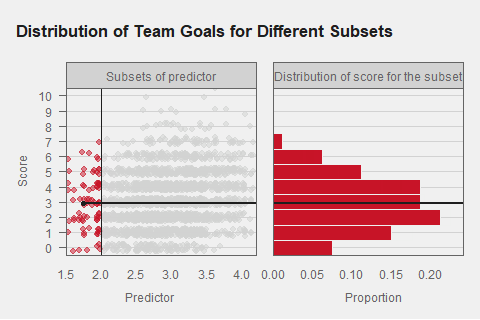 Distribution of Team Goals for Different Subsets
Subsets of predictor
Distribution of score for the subset
10
9
8
7
6
5
4
3
2
1
0
Score
1.5 2.0 2.5 3.0 3.5 4.0
0.00 0.05 0.10 0.15 0.20
Predictor
Proportion